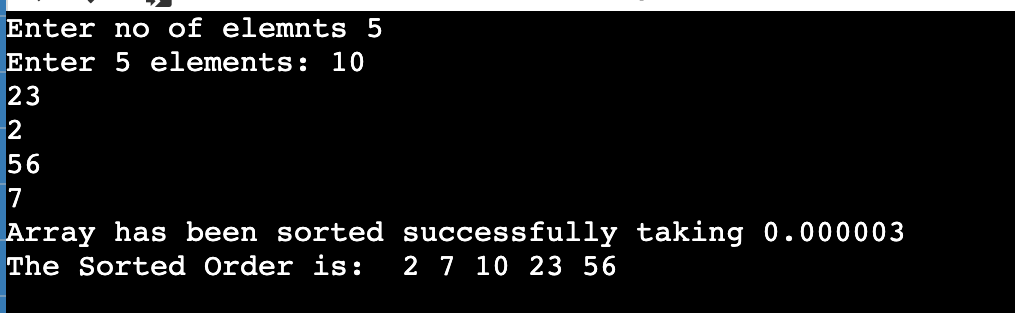 Enter no of elemnts 5
Enter 5 elements: 10
23
2
56
7
Array has been sorted successfully taking 0.000003
The Sorted Order is:  2 7 10 23 56